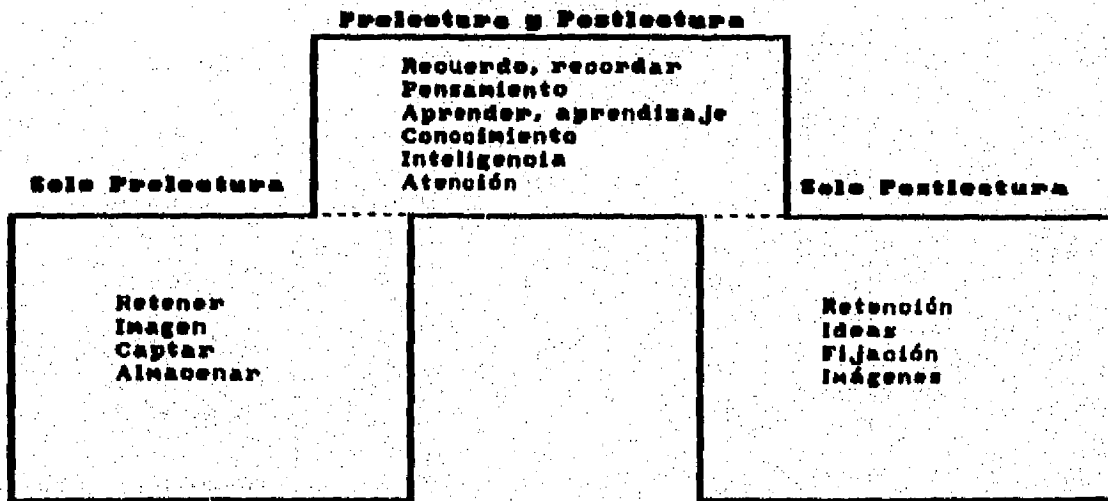 Prelectura y Postlectura
Recuerdo, recordar
Pensamiento
Aprender, aprendizaje
Conocimiento
Inteligencia
Atención
Solo Prelectura
Solo Postlectura
Retener
Imagen
Captar
Almacenar
Retención
Ideas
Fijación
Imágenes